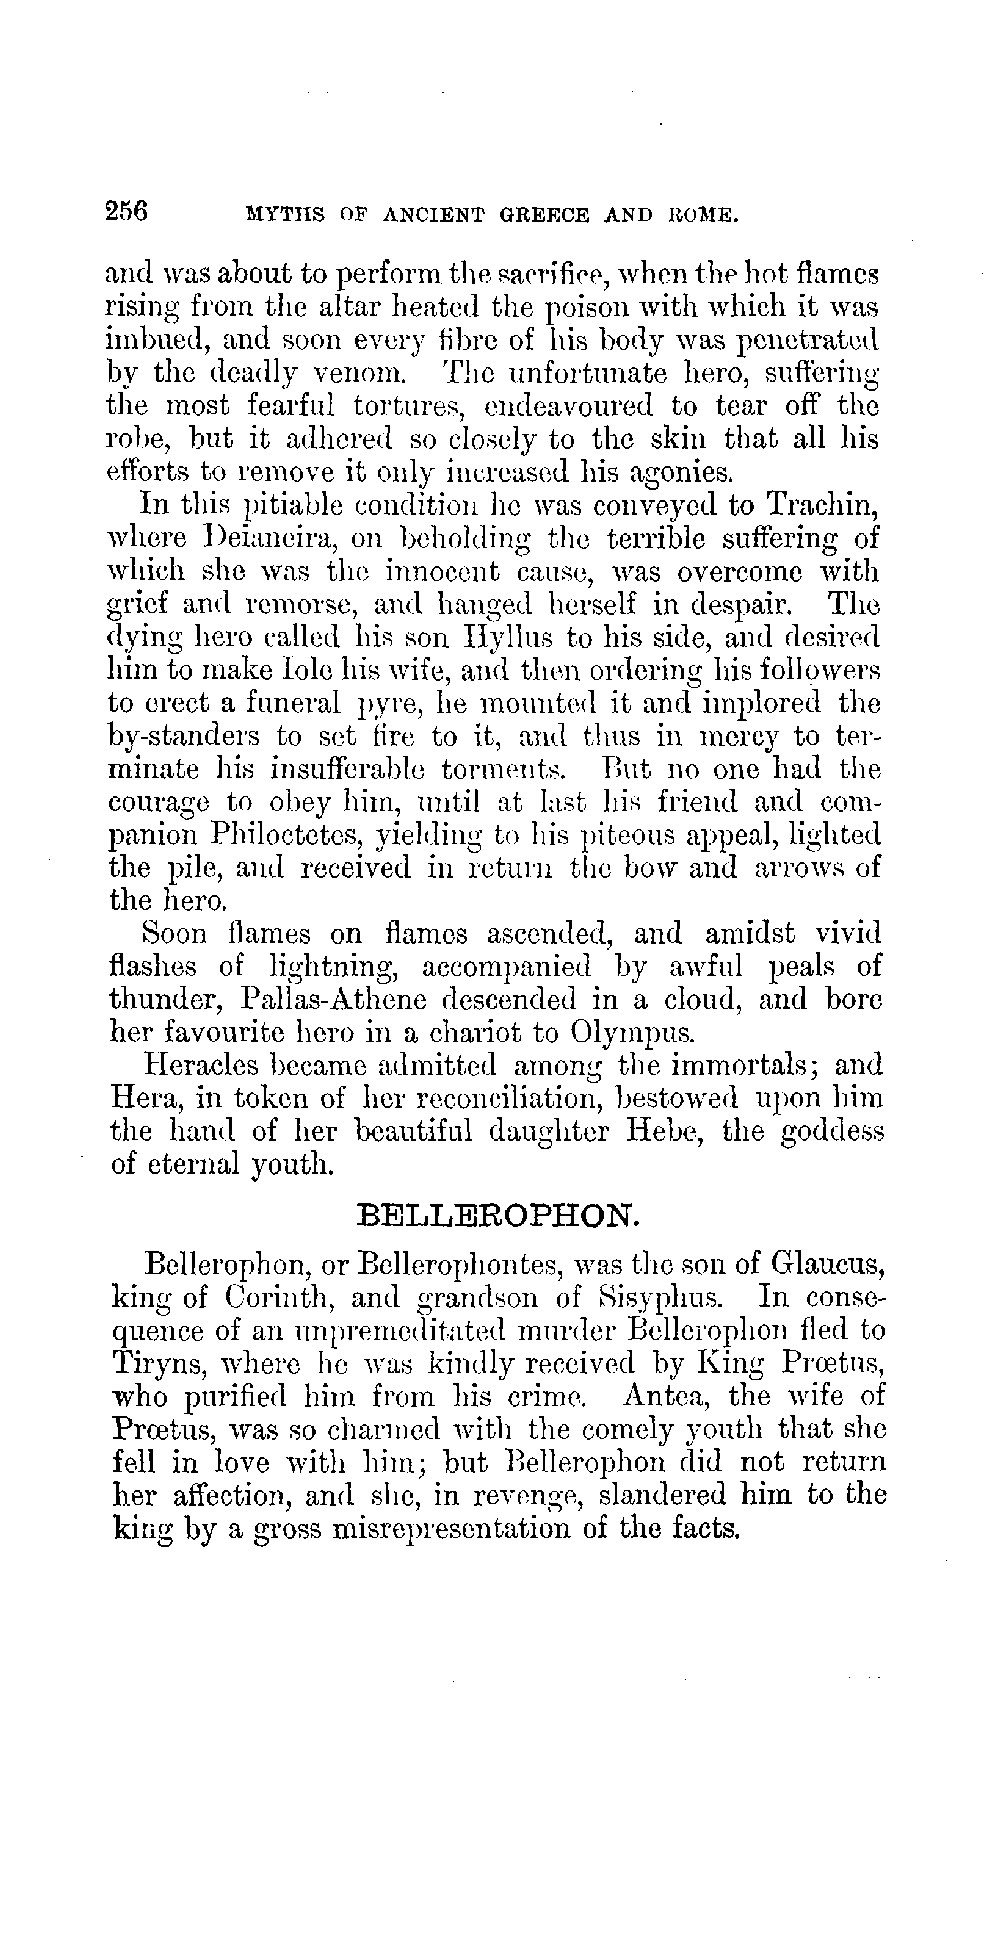 256 MYTHS OF ANCIENT GREECE AND ROME.
and was about to perform the sacrifice, when the hot flames
rising from the altar heated the poison with which it was
imbued, and soon every fibre of his body was penetrated
by the deadly venom. The unfortunate hero, suffering
the most fearful tortures, endeavoured to tear off the
robe, but it adhered so closely to the skin that all his
efforts to remove it only increased his agonies.
In this pitiable condition he was conveyed to Trachin,
where Deianeira, on beholding the terrible suffering of
which she was the innocent cause, was overcome with
grief and remorse, and hanged herself in despair. The
dying hero called his son Hyllus to his side, and desired
him to make Iole his wife, and then ordering his followers
to erect a funeral pyre, he mounted it and implored the
by-standers to set fire to it, and thus in mercy to ter-
minate his insufferable torments. But no one had the
courage to obey him, until at last his friend and com-
panion Philoctetes, yielding to his piteous appeal, lighted
the pile, and received in return the bow and arrows of
the hero.
Soon flames on flames ascended, and amidst vivid
flashes of lightning, accompanied by awful peals of
thunder, Pallas-Athene descended in a cloud, and bore
her favourite hero in a chariot to Olympus.
Heracles became admitted among the immortals; and
Hera, in token of her reconciliation, bestowed upon him
the hand of her beautiful daughter Hebe, the goddess
of eternal youth.
BELLEROPHON.
Bellerophon, or Bellerophontes, was the son of Glaucus,
king of Corinth, and grandson of Sisyphus. In conse-
quence of an unpremeditated murder Bellerophon fled to
Tiryns, where he was kindly received by King Prœtus,
who purified him from his crime. Antea, the wife of
Prœtus, was so charmed with the comely youth that she
fell in love with him; but Bellerophon did not return
her affection, and she, in revenge, slandered him to the
king by a gross misrepresentation of the facts.